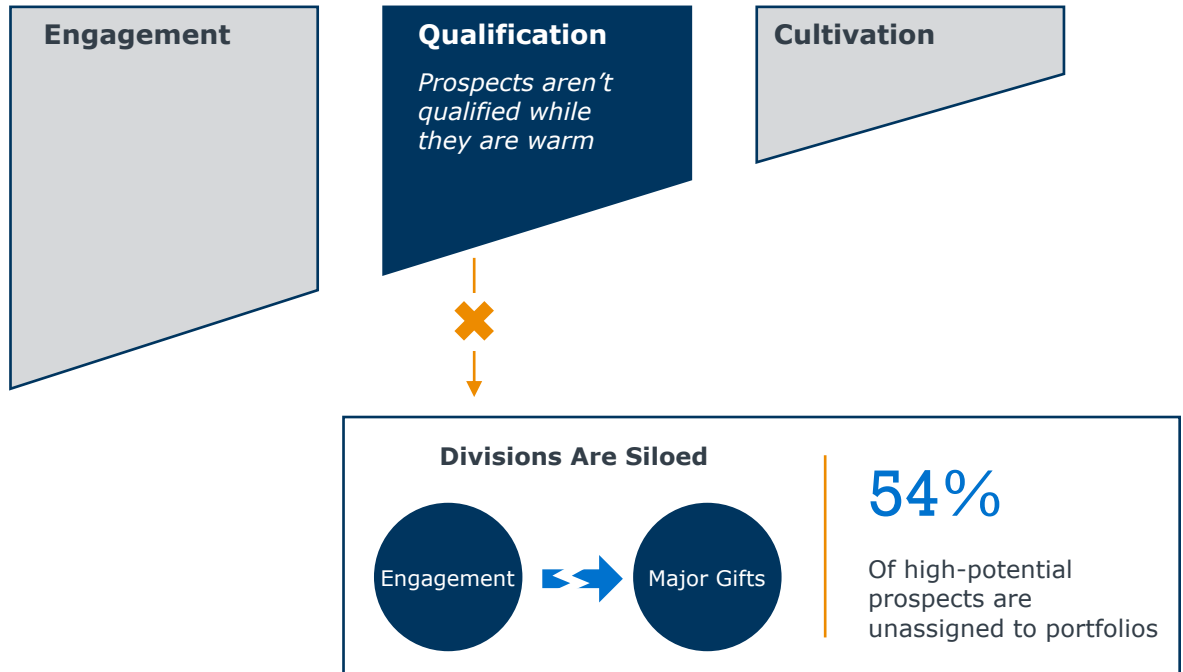 Engagement
Qualification
Prospects aren’t
qualified while
they are warm
Cultivation
Divisions Are Siloed
Engagement
Major Gifts
54%
Of high-potential
prospects are
unassigned to portfolios